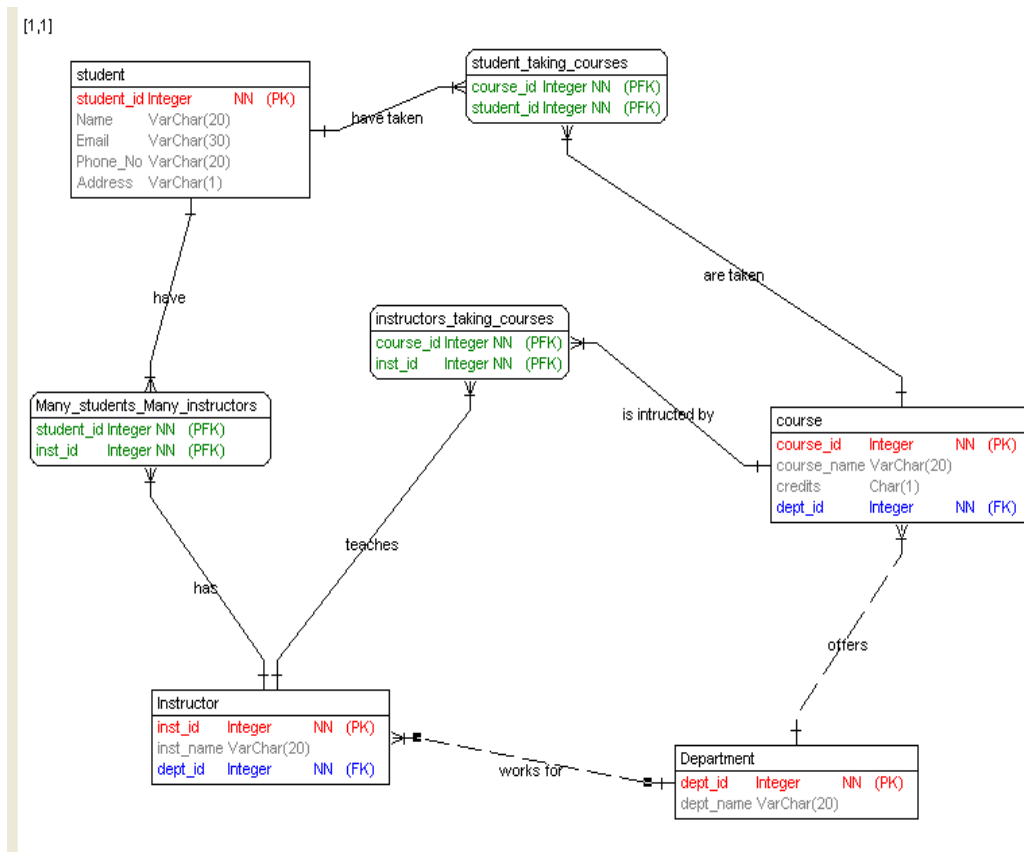 [1,1]
student
student_id Integer NN (PK)
Name VarChar(20)
Email VarChar(30)
Phone_No VarChar(20)
Address VarChar(1)
student_taking_courses
course_id Integer NN (PFK)
student_id Integer NN (PFK)
have taken
are taken
have
instructors_taking_courses
course_id Integer NN (PFK)
inst_id Integer NN (PFK)
Many_students_Many_instructors
student_id Integer NN (PFK)
inst_id Integer NN (PFK)
is intructed by
course
course_id Integer NN (PK)
course_name VarChar(20)
credits Char(1)
dept_id Integer NN (FK)
teaches
has
offers
Instructor
inst_id Integer NN (PK)
inst_name VarChar(20)
dept_id Integer NN (FK)
works for
Department
dept_id Integer NN (PK)
dept_name VarChar(20)